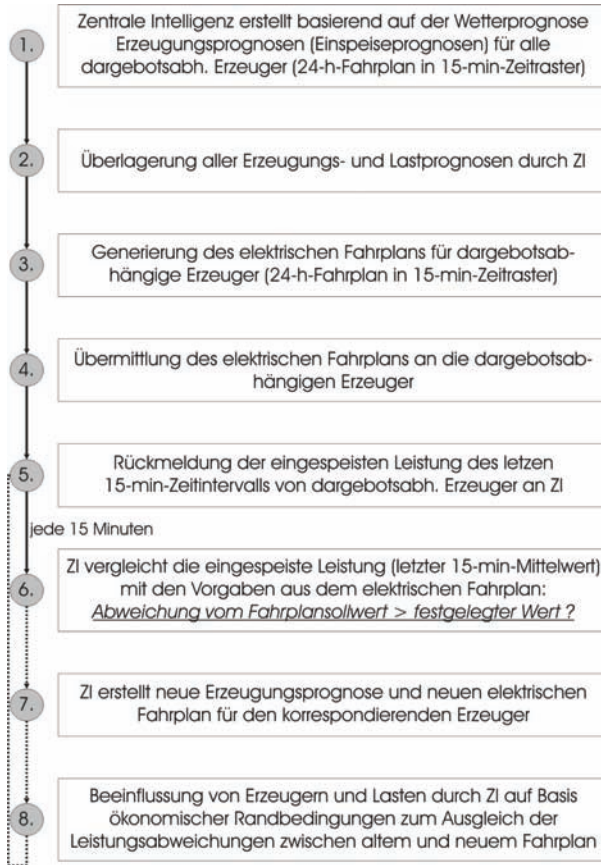 Zentrale Intelligenz erstellt basierend auf der Wetterprognose
1. Erzeugungsprognosen (Einspeiseprognosen) für alle
dargebotsabh. Erzeuger (24-h-Fahrplan in 15-min-Zeitraster)
2. Überlagerung aller Erzeugungs- und Lastprognosen durch ZI
3. Generierung des elektrischen Fahrplans für dargebotsab-
hängige Erzeuger (24-h-Fahrplan in 15-min-Zeitraster)
4. Übermittlung des elektrischen Fahrplans an die dargebotsab-
hängigen Erzeuger
5. Rückmeldung der eingespeisten Leistung des letzen
15-min-Zeitintervalls von dargebotsabh. Erzeuger an ZI
jede 15 Minuten
ZI vergleicht die eingespeiste Leistung (letzter 15-min-Mittelwert)
6. mit den Vorgaben aus dem elektrischen Fahrplan:
Abweichung vom Fahrplansollwert > festgelegter Wert ?
7. ZI erstellt neue Erzeugungsprognose und neuen elektrischen
Fahrplan für den korrespondierenden Erzeuger
Beeinflussung von Erzeugern und Lasten durch ZI auf Basis
8. ökonomischer Randbedingungen zum Ausgleich der
Leistungsabweichungen zwischen altem und neuem Fahrplan